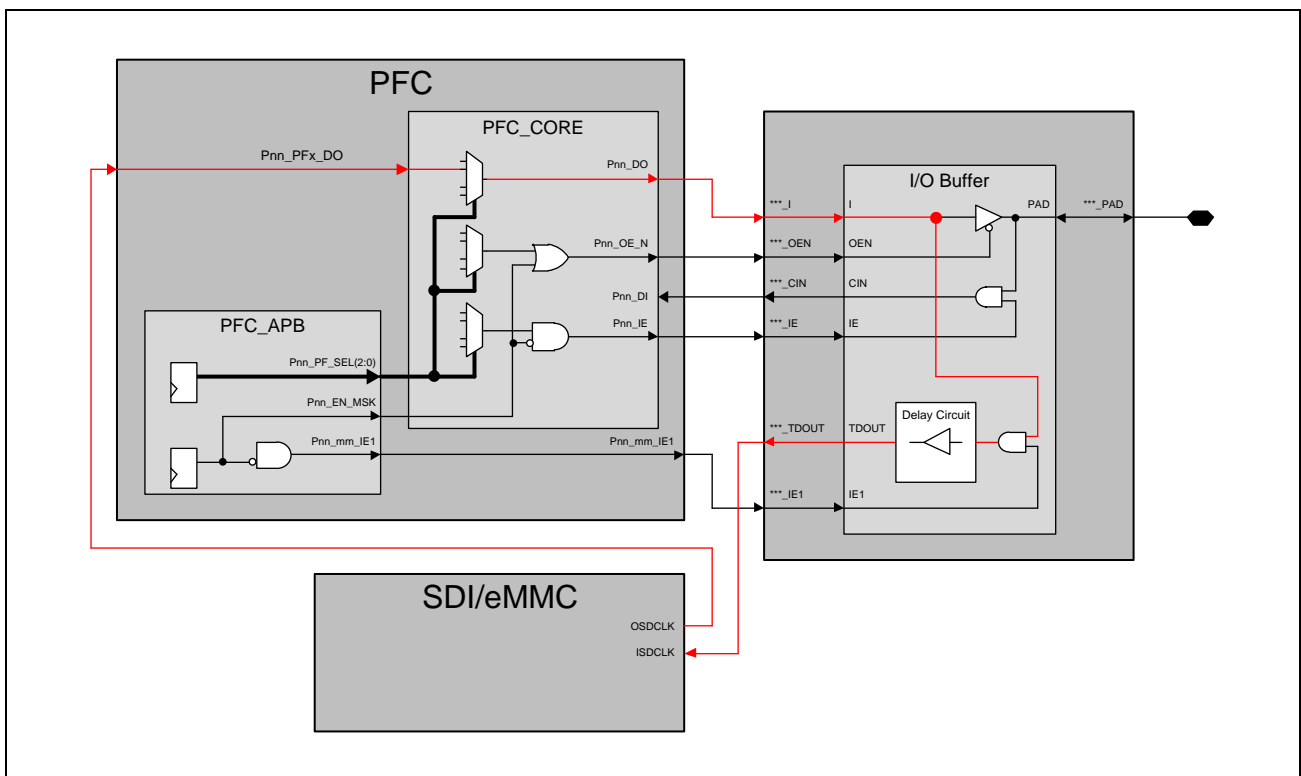 PFC
PFC_CORE
Pnn_PFx_DO
Pnn_DO
Pnn_OE_N
Pnn_DI
Pnn_IE
PFC_APB
Pnn_PF_SEL(2:0)
Pnn_EN_MSK
Pnn_mm_IE1
Pnn_mm_IE1
I/O Buffer
***_I
I
PAD
***_PAD
***_OEN
OEN
***_CIN
CIN
***_IE
IE
Delay Circuit
***_TDOUT
TDOUT
***_IE1
IE1
SDI/eMMC
OSDCLK
ISDCLK